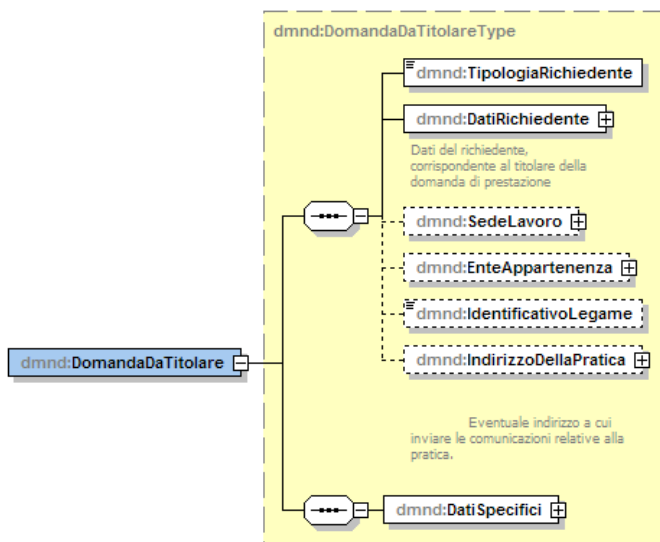 dmnd:DomandaDaTitolareType
dmnd:TipologiaRichiedente
dmnd:DatiRichiedente
Dati del richiedente,
corrispondente al titolare della
domanda di prestazione
dmnd:SedeLavoro
dmnd:EnteAppartenenza
dmnd:IdentificativoLegame
dmnd:DomandaDaTitolare
dmnd:IndirizzoDellaPratica
Eventuale indirizzo a cui
inviare le comunicazioni relative alla
pratica.
dmnd:DatiSpecifici